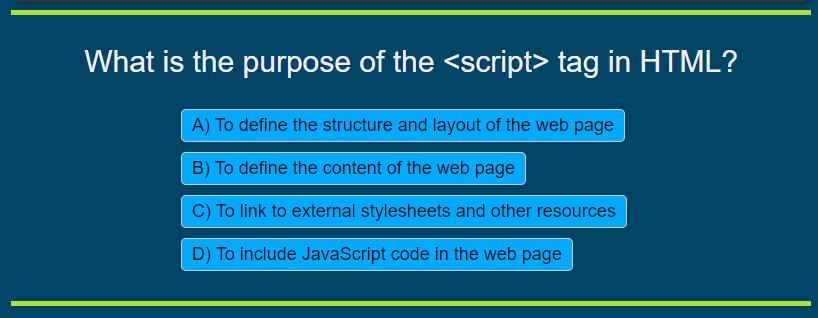 What is the purpose of the <script> tag in HTML?
A) To define the structure and layout of the web page
B) To define the content of the web page
C) To link to external stylesheets and other resources
D) To include JavaScript code in the web page